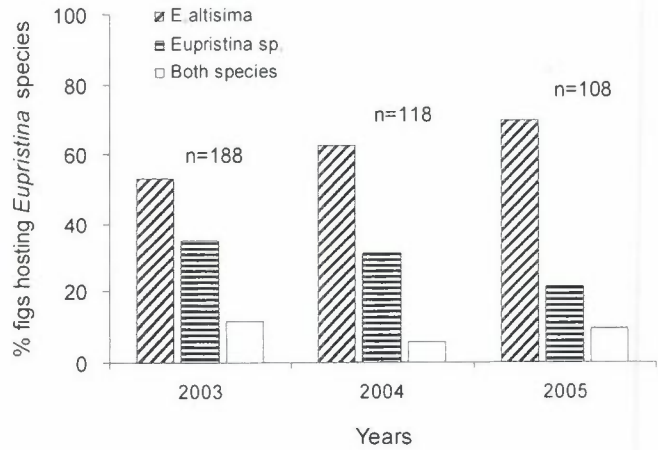 % figs hosting Eupristina species
100
80
60
40
20
0
E.altisima
Eupristina sp.
Both species
n=188
n=118
n=108
2003
2004
2005
Years